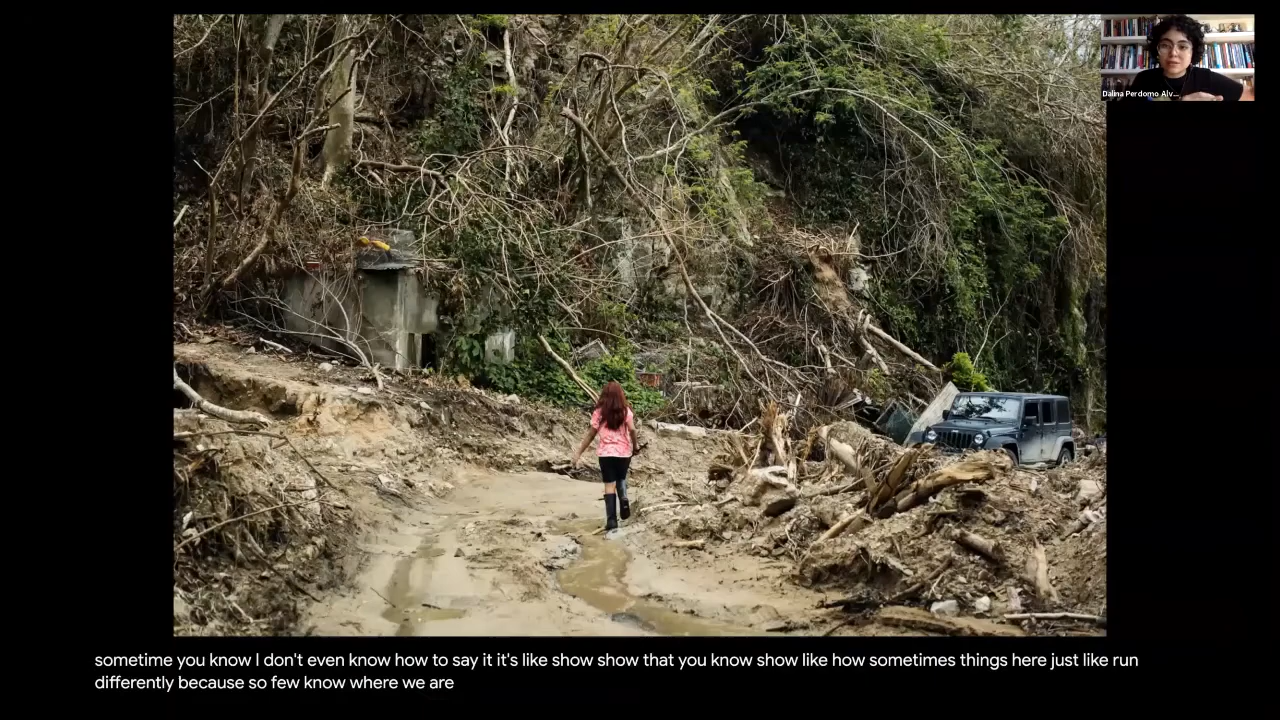 Dalina Perdomo Alv...
sometime you know I don't even know how to say it it's like show show that you know show like how sometimes things here just like run
differently because so few know where we are